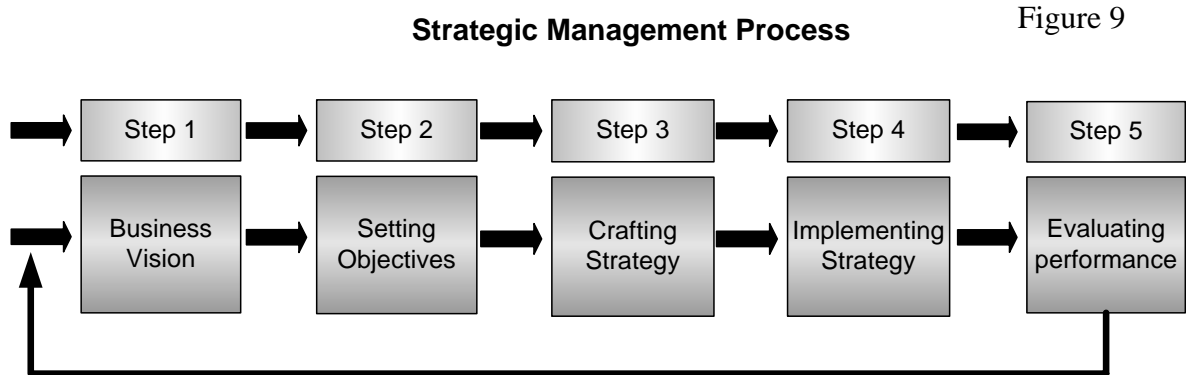 Figure 9
Strategic Management Process
Step 1
Step 2
Step 3
Step 4
Step 5
Business
Vision
Setting
Objectives
Crafting
Strategy
Implementing
Strategy
Evaluating
performance